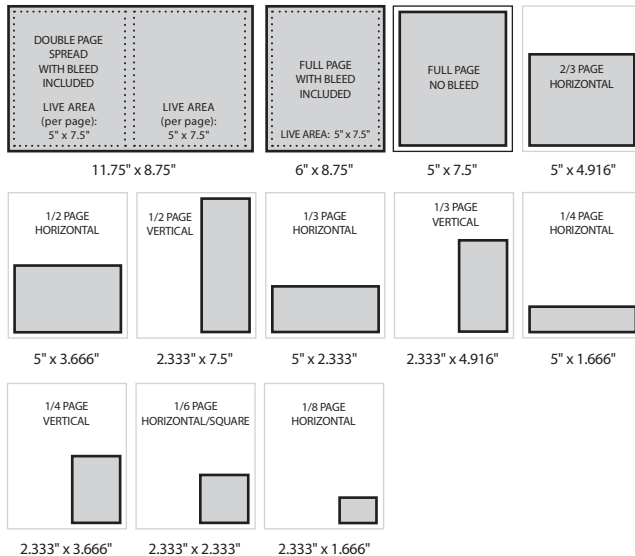 DOUBLE PAGE
SPREAD
WITH BLEED
INCLUDED
LIVE AREA
(per page):
5" x 7.5"
LIVE AREA
(per page):
5" x 7.5"
11.75" x 8.75"
FULL PAGE
WITH BLEED
INCLUDED
LIVE AREA: 5" x 7.5"
6" x 8.75"
FULL PAGE
NO BLEED
5" x 7.5"
2/3 PAGE
HORIZONTAL
5" x 4.916"
1/2 PAGE
HORIZONTAL
5" x 3.666"
1/2 PAGE
VERTICAL
2.333" x 7.5"
1/3 PAGE
HORIZONTAL
5" x 2.333"
1/3 PAGE
VERTICAL
2.333" x 4.916"
1/4 PAGE
HORIZONTAL
5" x 1.666"
1/4 PAGE
VERTICAL
2.333" x 3.666"
1/6 PAGE
HORIZONTAL/SQUARE
2.333" x 2.333"
1/8 PAGE
HORIZONTAL
2.333" x 1.666"